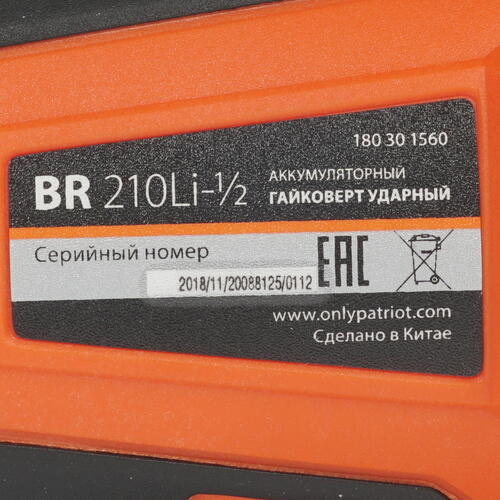 180 30 1560
BR 210Li-½
АККУМУЛЯТОРНЫЙ
ГАЙКОВЕРТ УДАРНЫЙ
Серийный номер
2018/11/20088125/0112
EAC
www.onlypatriot.com
Сделано в Китае